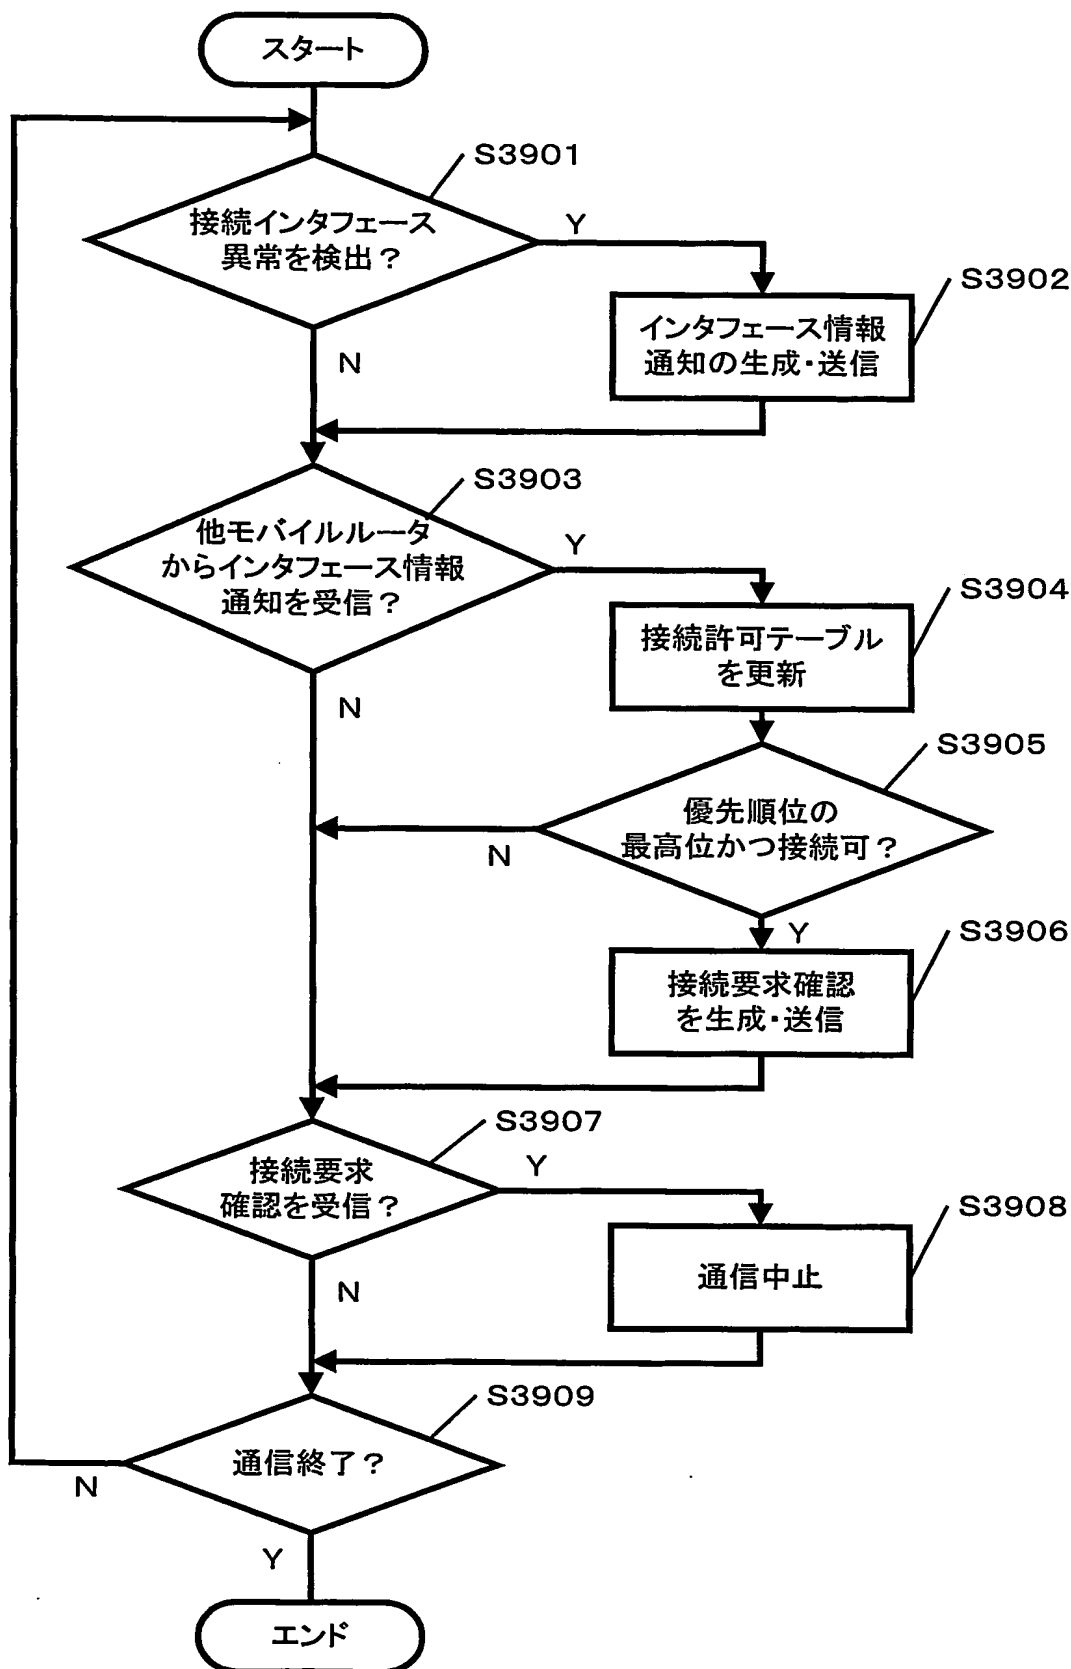 スタート
S3901
接続インタフェース
異常を検出？
Y
S3902
インタフェース情報
通知の生成・送信
N
S3903
他モバイルルータ
からインタフェース情報
通知を受信？
Y
S3904
接続許可テーブル
を更新
N
S3905
優先順位の
最高位かつ接続可？
N
Y
S3906
接続要求確認
を生成・送信
S3907
接続要求
確認を受信？
Y
S3908
通信中止
N
S3909
通信終了？
N
Y
エンド